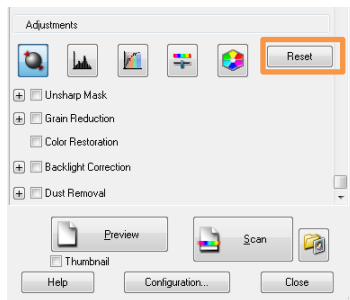 Adjustments
Reset
Unsharp Mask
Grain Reduction
Color Restoration
Backlight Correction
Dust Removal
Preview
Scan
Thumbnail
Help
Configuration...
Close